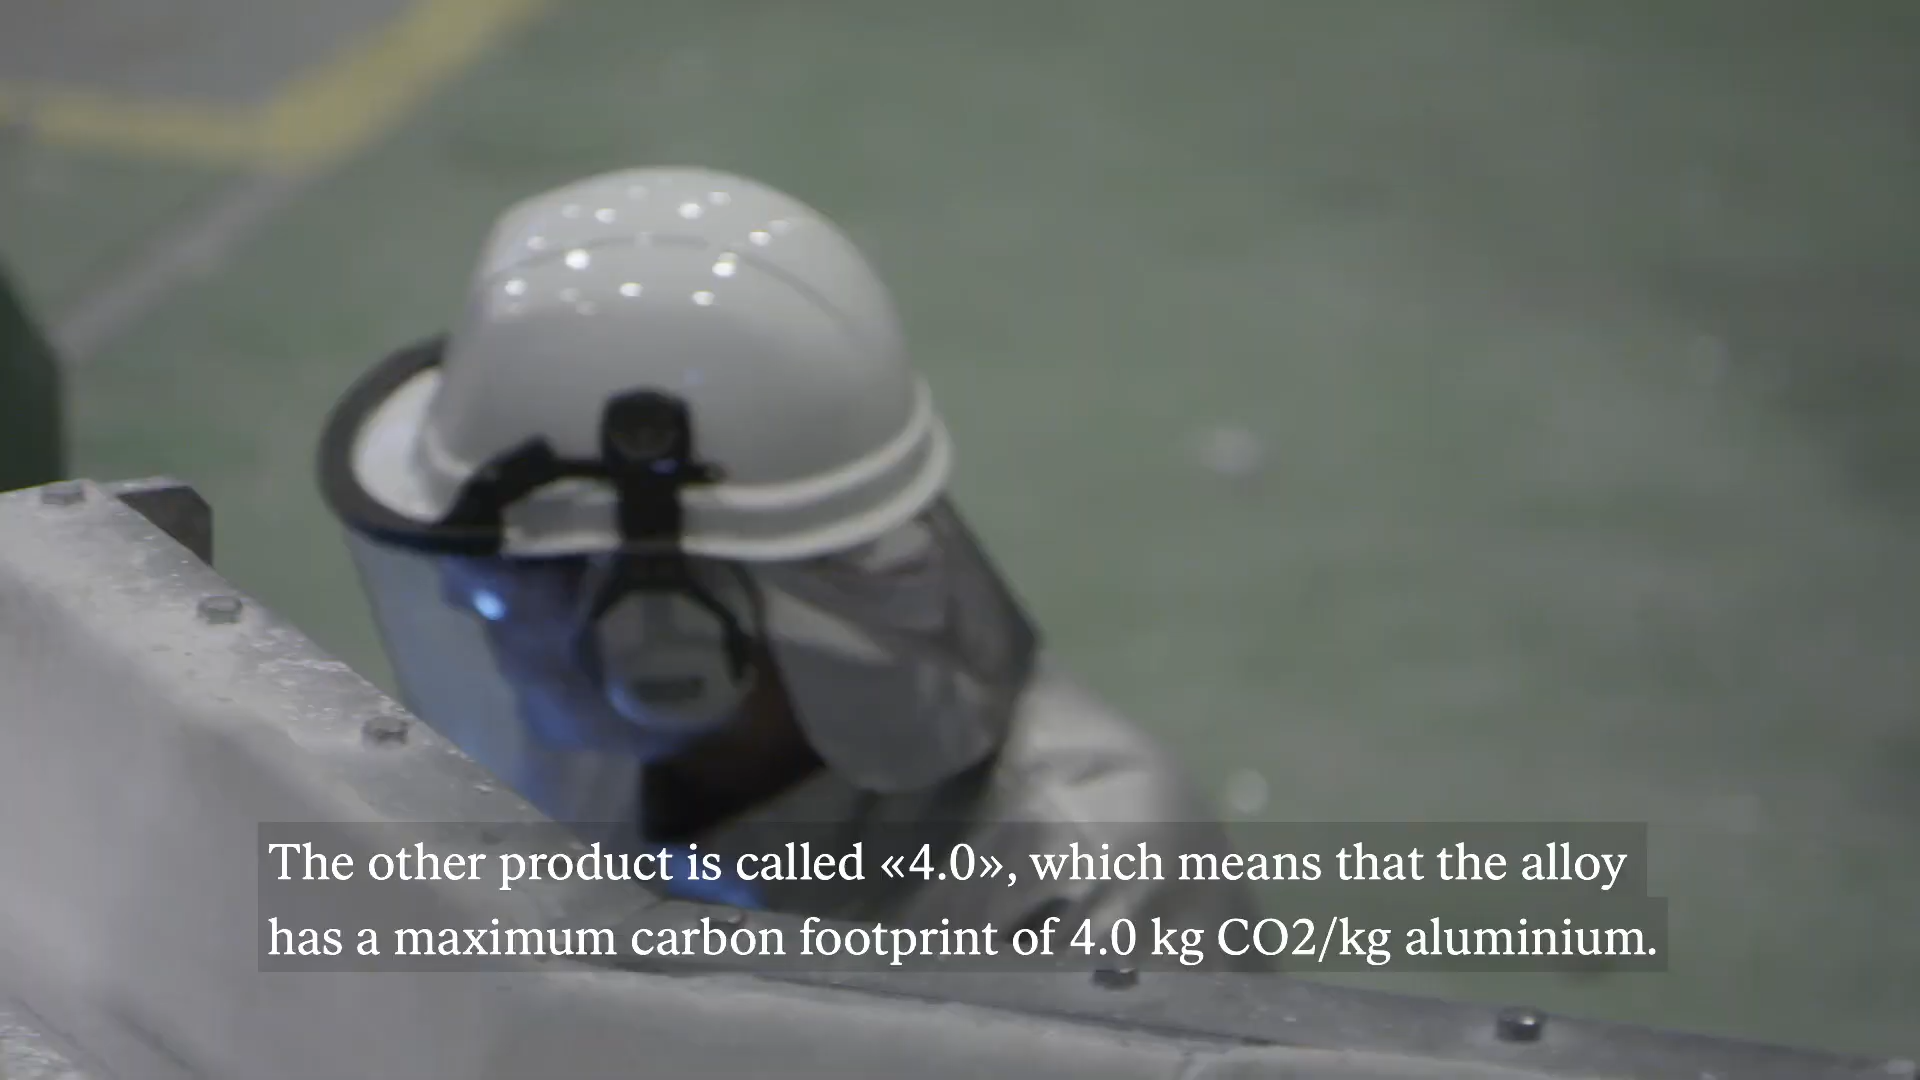 The other product is called «4.0», which means that the alloy
has a maximum carbon footprint of 4.0 kg CO2/kg aluminium.